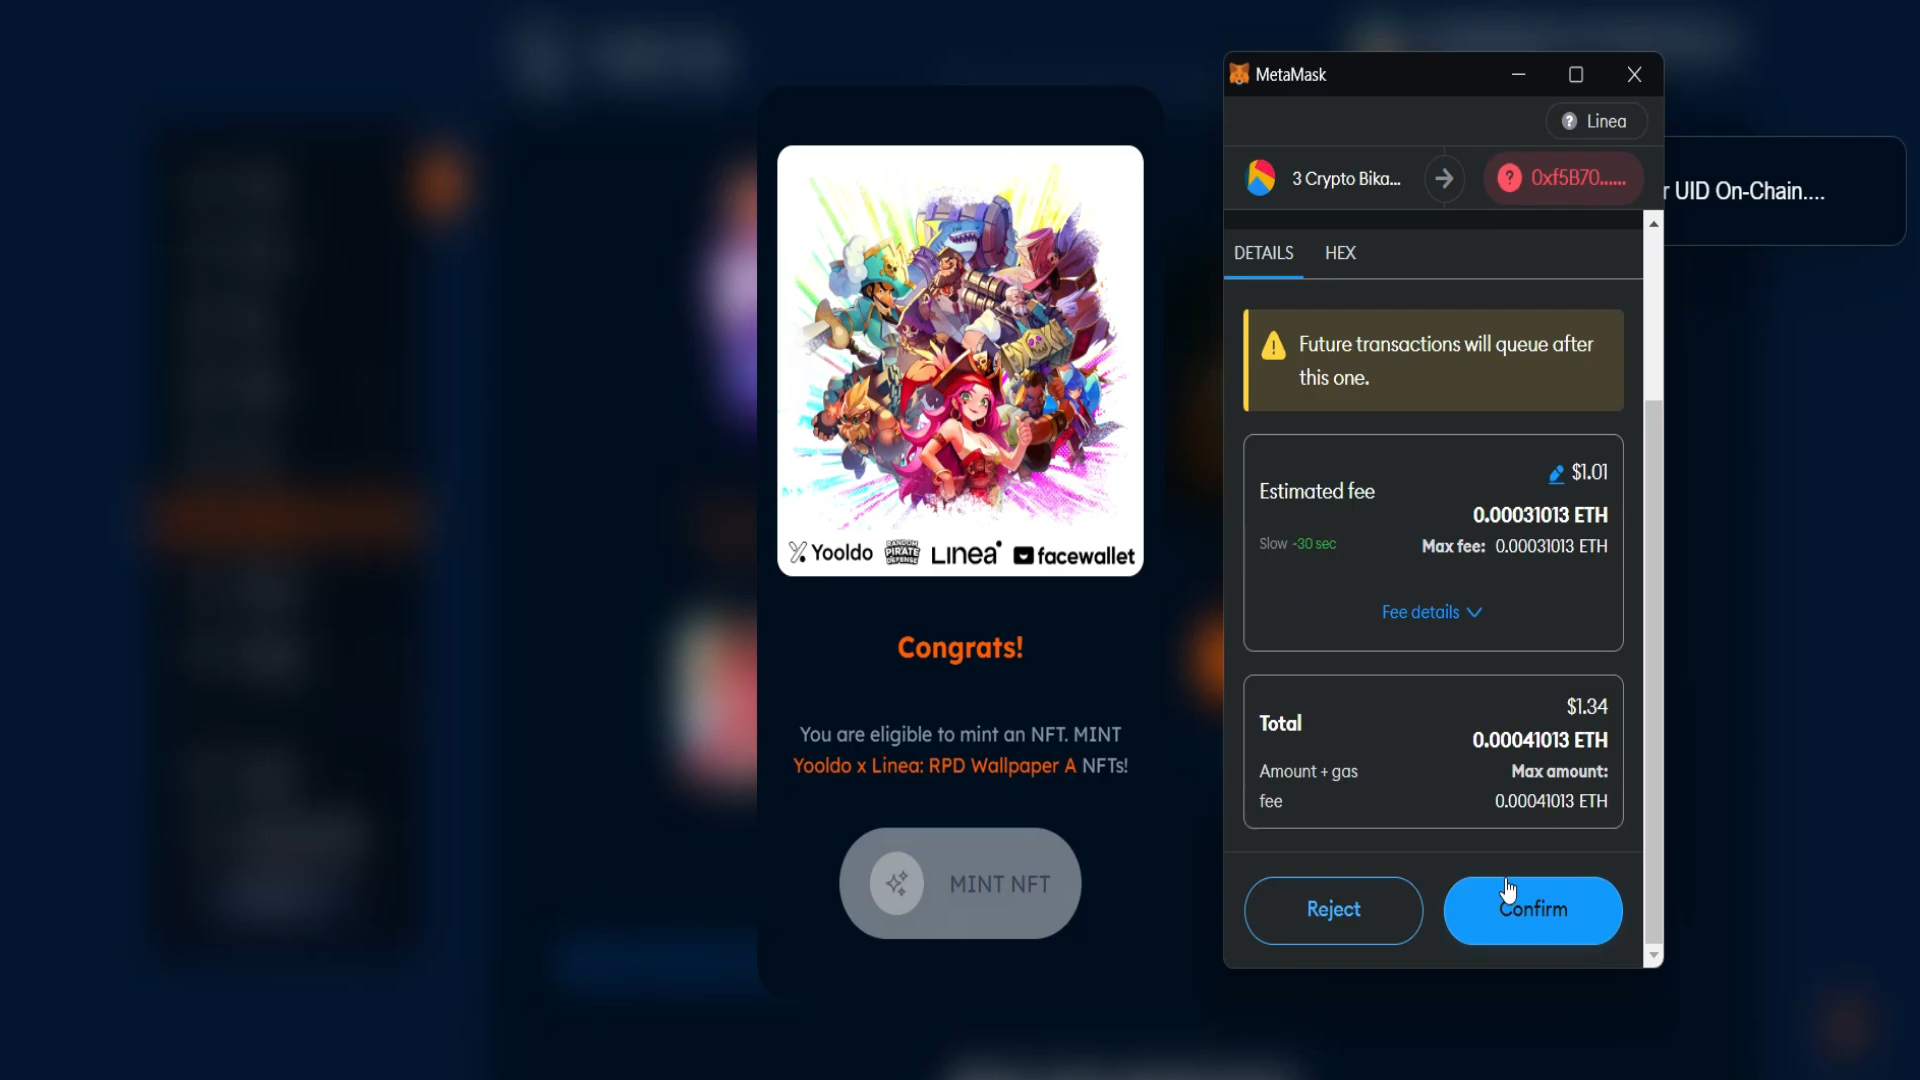 MetaMask
Linea
3 Crypto Bika...
0xf5B70......
r UID On-Chain....
DETAILS
HEX
Future transactions will queue after
this one.
Estimated fee
$1.01
0.00031013 ETH
Slow ~30 sec
Max fee: 0.00031013 ETH
Fee details
Total
$1.34
0.00041013 ETH
Amount + gas
fee
Max amount:
0.00041013 ETH
Reject
Confirm
Yooldo
RANDOM
PIRATE
DEFENSE
Linea
facewallet
Congrats!
You are eligible to mint an NFT. MINT
Yooldo x Linea: RPD Wallpaper A NFTs!
MINT NFT